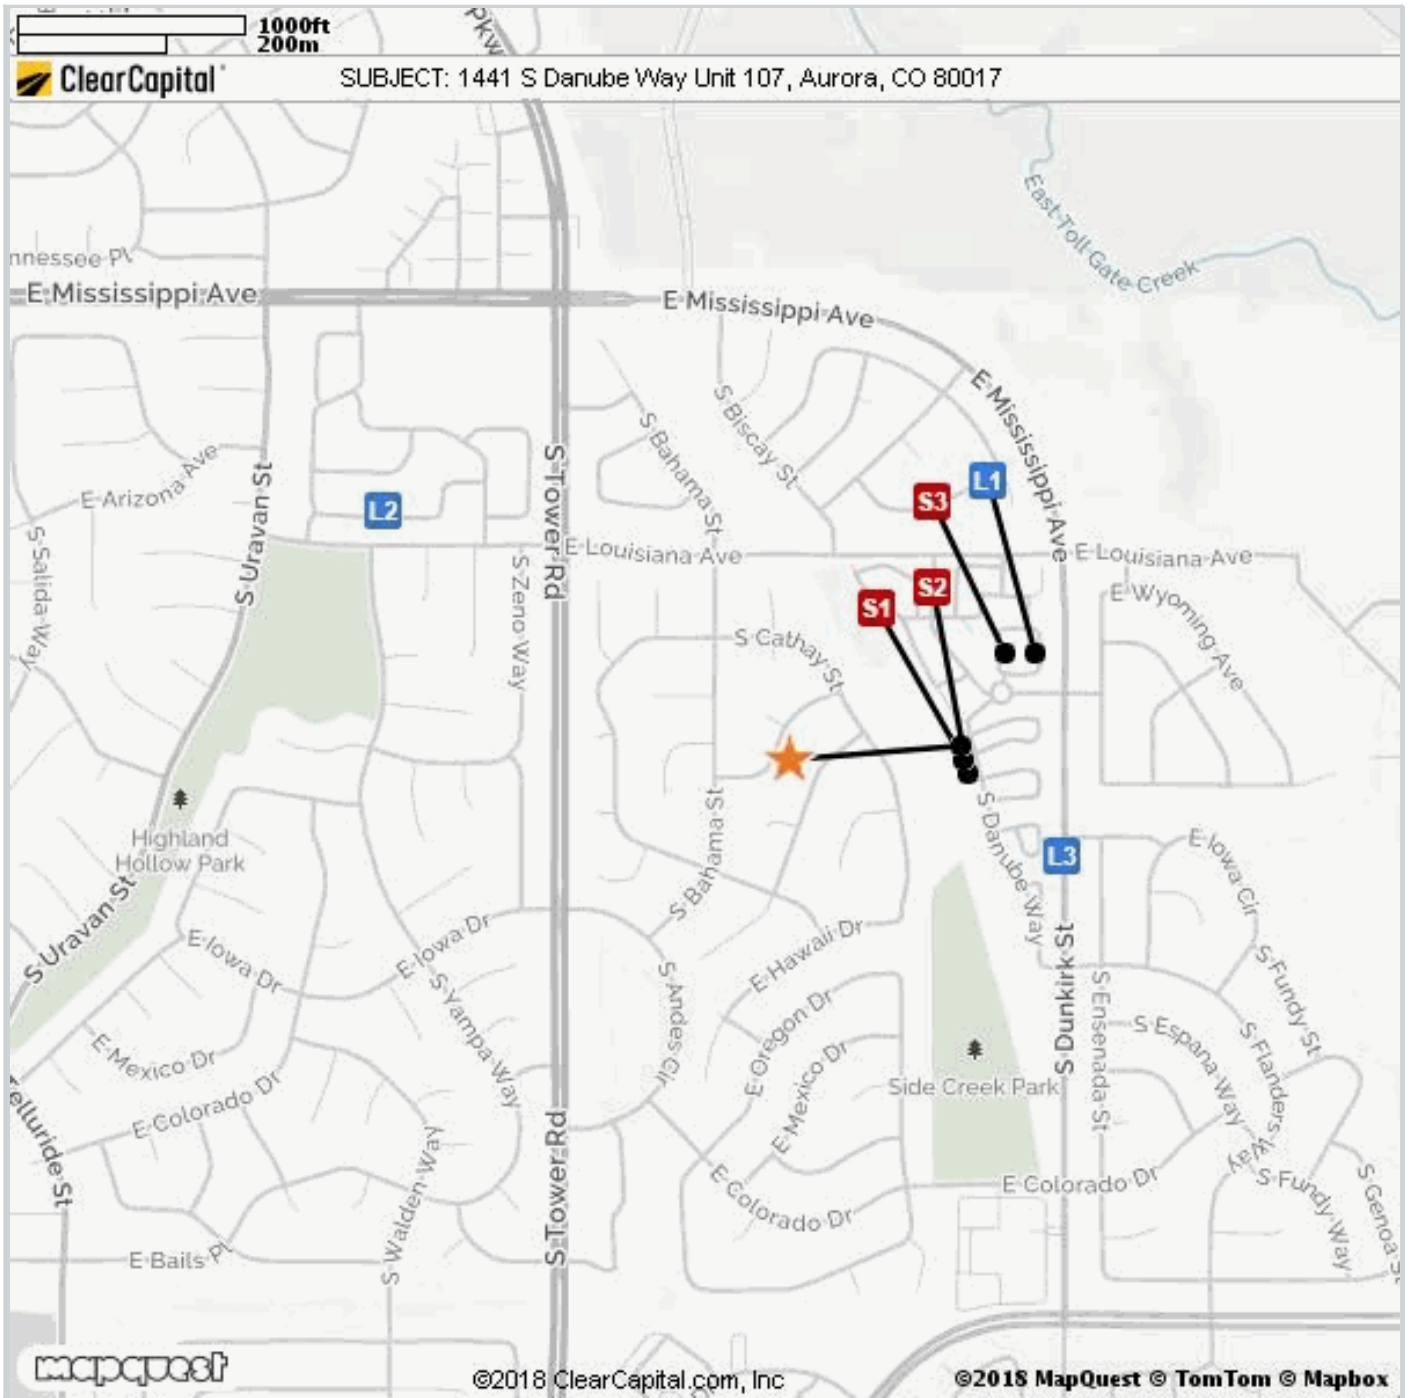 1000ft
200m
Pkwy
ClearCapital
SUBJECT: 1441 S Danube Way Unit 107, Aurora, CO 80017
East Toll Gate Creek
nnessee Pl
E Mississippi Ave
E Mississippi Ave
E Mississippi Ave
S Biscay St
S Bahama St
S Tower Rd
E Arizona Ave
S Uravan St
L2
S3
L1
S Salida Way
E Louisiana Ave
E Louisiana Ave
S Zeno Way
S1
S2
E Wyoming Ave
S Cathay St
Highland
Hollow Park
S Bahama St
S Danube Way
L3
E Iowa Cir
S Uravan St
E Iowa Dr
E Iowa Dr
E Hawaii Dr
S Yampa Way
S Andes Cir
E Oregon Dr
E Mexico Dr
S Dunkirk St
S Ensenada St
S Fundy St
S Espana Way
S Flanders Way
E Mexico Dr
E Colorado Dr
Side Creek Park
Telluride St
S Walden Way
S Tower Rd
E Colorado Dr
E Colorado Dr
S Fundy Way
S Genoa S
E Bails Pl
mapquest
©2018 ClearCapital.com, Inc
©2018 MapQuest © TomTom © Mapbox